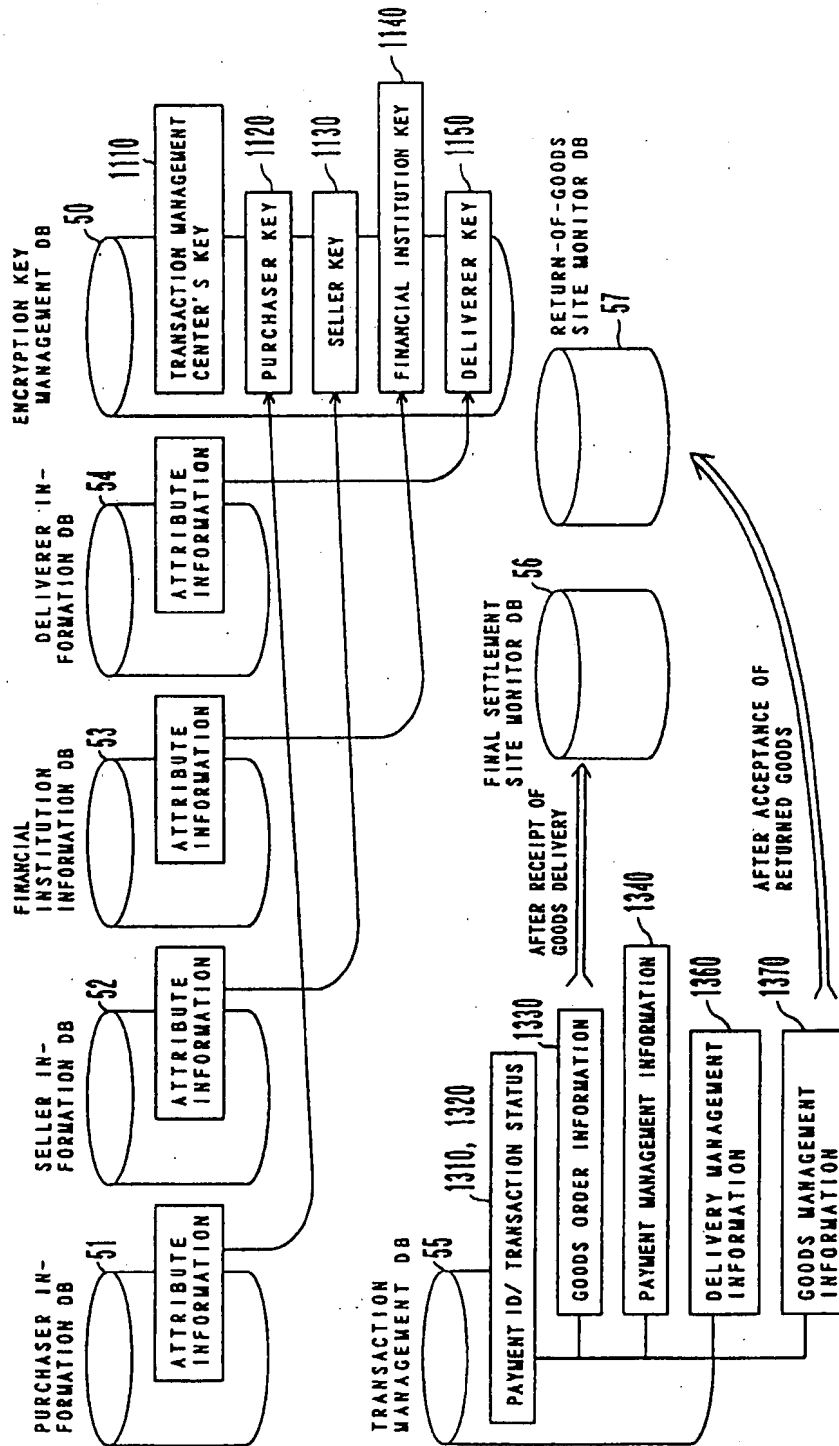 PURCHASER IN-
FORMATION DB
51
ATTRIBUTE
INFORMATION
SELLER IN-
FORMATION DB
52
ATTRIBUTE
INFORMATION
FINANCIAL
INSTITUTION
INFORMATION DB
53
ATTRIBUTE
INFORMATION
DELIVERER IN-
FORMATION DB
54
ATTRIBUTE
INFORMATION
ENCRYPTION KEY
MANAGEMENT DB
50
1110
TRANSACTION MANAGEMENT
CENTER'S KEY
1120
PURCHASER KEY
1130
SELLER KEY
1140
FINANCIAL INSTITUTION KEY
1150
DELIVERER KEY
TRANSACTION
MANAGEMENT DB
55
1310, 1320
PAYMENT ID/ TRANSACTION STATUS
1330
GOODS ORDER INFORMATION
1340
PAYMENT MANAGEMENT INFORMATION
1360
DELIVERY MANAGEMENT
INFORMATION
1370
GOODS MANAGEMENT
INFORMATION
AFTER RECEIPT OF
GOODS DELIVERY
FINAL SETTLEMENT
SITE MONITOR DB
56
AFTER ACCEPTANCE OF
RETURNED GOODS
RETURN-OF-GOODS
SITE MONITOR DB
57